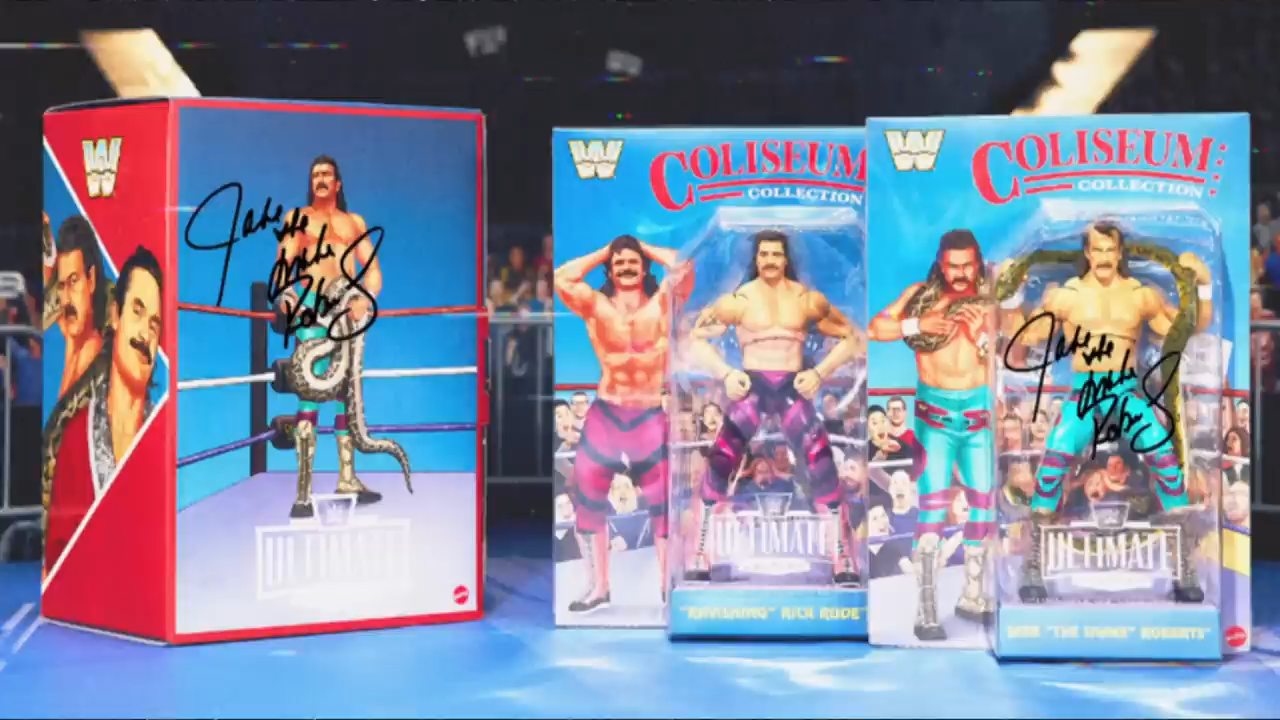 W
Jake the
Snake
Roberts
ULTIMATE
W
COLISEUM
COLLECTION
ULTIMATE
"RAVISHING" RICK RUDE"
W
COLISEUM:
COLLECTION
Jake the
Snake
Roberts
ULTIMATE
JAKE "THE SNAKE" ROBERTS"